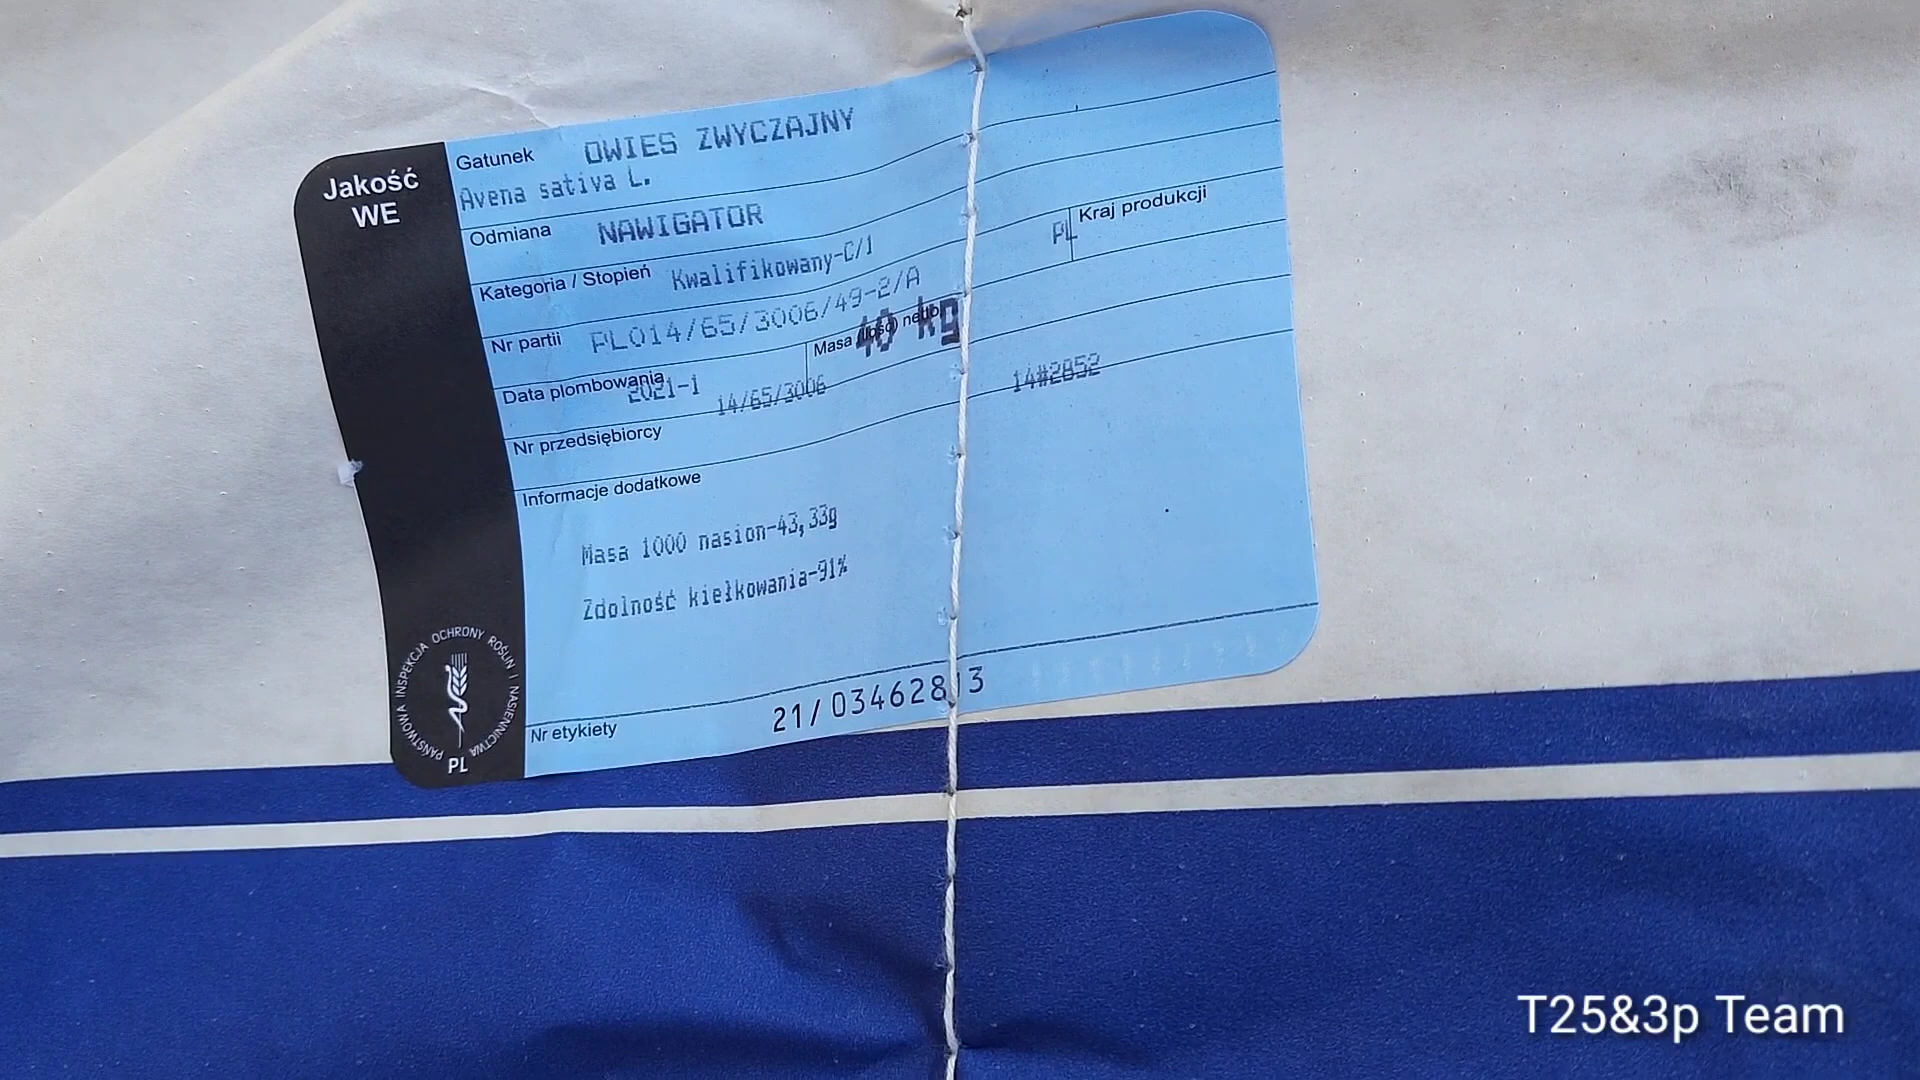 Jakość
WE
Gatunek OWIES ZWYCZAJNY
Avena sativa L.
Odmiana NAWIGATOR
Kategoria / Stopień Kwalifikowany-C/1
Nr partii PL014/65/3006/49-2/A
PL Kraj produkcji
Data plombowania 2021-1
Masa (ilość) netto 40 kg
14/65/3006
14#2852
Nr przedsiębiorcy
Informacje dodatkowe
Masa 1000 nasion-43,33g
Zdolność kiełkowania-91%
Nr etykiety 21/03462813
PAŃSTWOWA INSPEKCJA OCHRONY ROŚLIN I NASIENNICTWA
PL
T25&3p Team